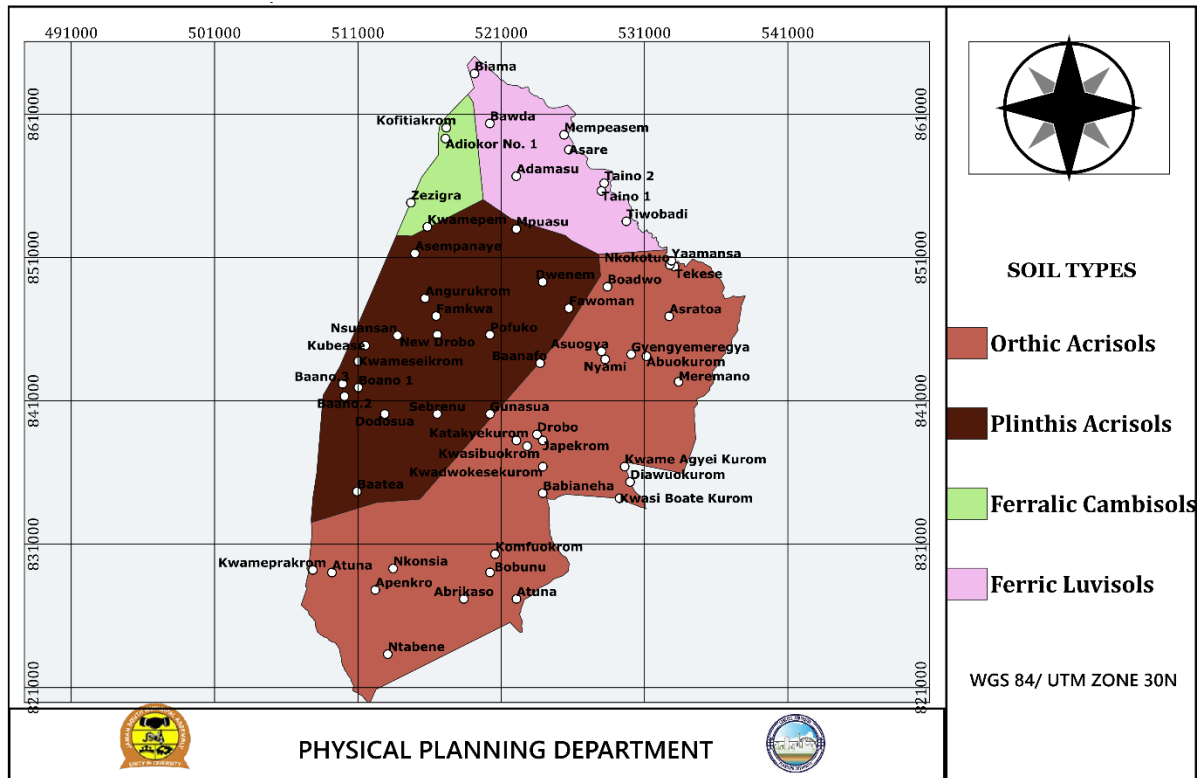 491000
501000
511000
521000
531000
541000
861000
851000
841000
831000
821000
861000
851000
841000
831000
821000
Biama
Kofitiakrom
Bawda
Adiokor No. 1
Mempeasem
Asare
Adamasu
Taino 2
Taino 1
Zezigra
Kwamepem
Mpuasu
Tiwobadi
Asempanaye
Nkokotuo
Yaamansa
Tekese
Dwenem
Boadwo
Angurukrom
Famkwa
Fawoman
Asratoa
Nsuansan
New Drobo
Pofuko
Kubease
Asuogya
Gyengyemeregya
Kwameseikrom
Baanafo
Nyami
Abuokurom
Baano.3
Boano 1
Meremano
Baano.2
Dodosua
Sebrenu
Gunasua
Katakyekurom
Drobo
Kwasibuokrom
Japekrom
Kwadwokesekurom
Kwame Agyei Kurom
Diawuokurom
Baatea
Babianeha
Kwasi Boate Kurom
Komfuokrom
Kwameprakrom
Atuna
Nkonsia
Bobunu
Apenkro
Abrikaso
Atuna
Ntabene
SOIL TYPES
Orthic Acrisols
Plinthis Acrisols
Ferralic Cambisols
Ferric Luvisols
WGS 84/ UTM ZONE 30N
PHYSICAL PLANNING DEPARTMENT
UNITY IN DIVERSITY